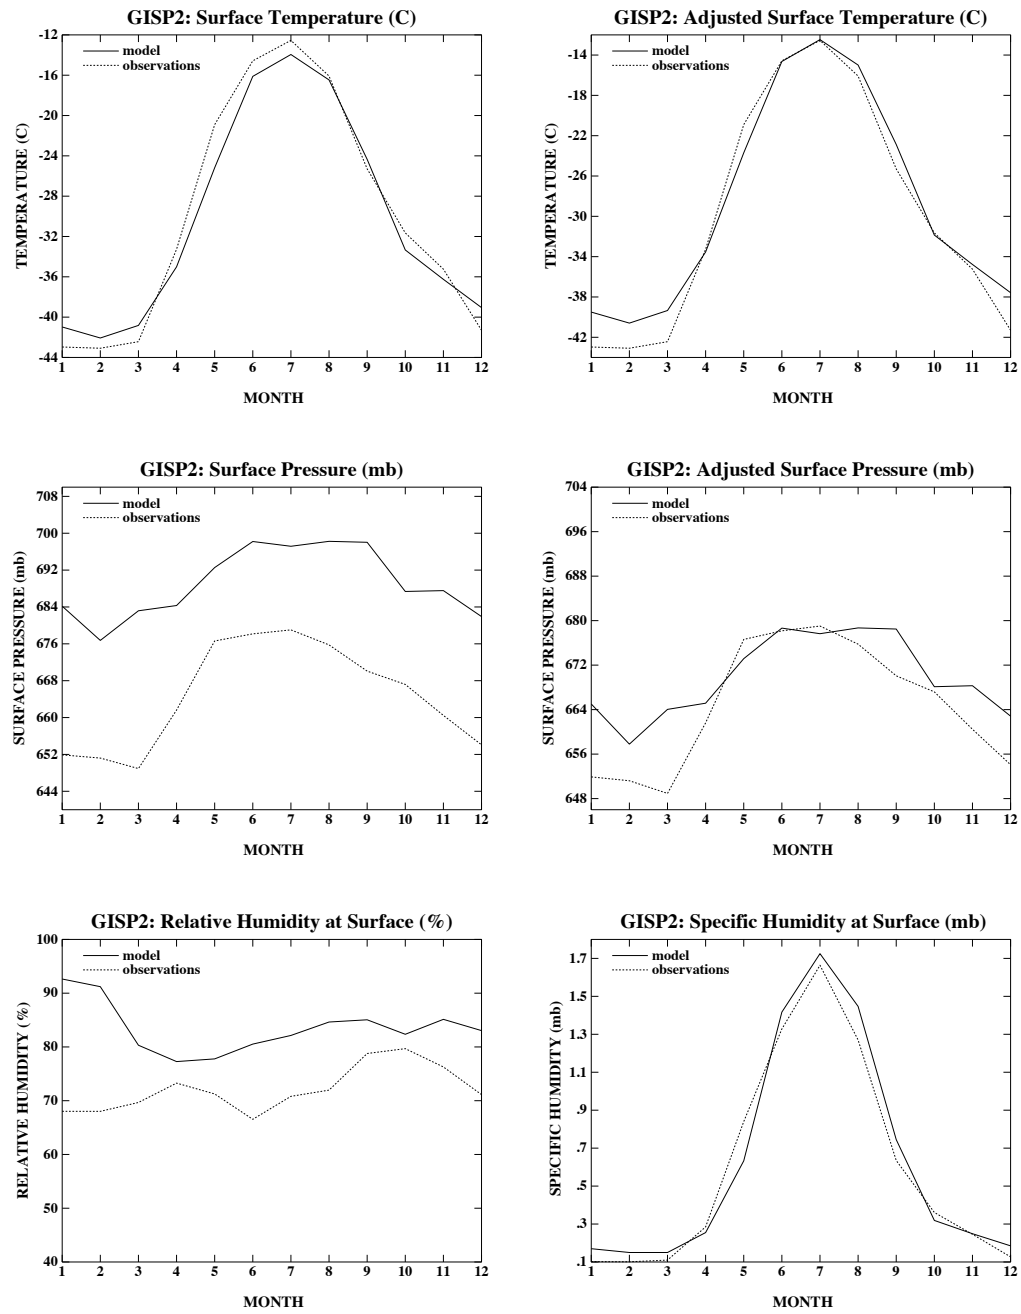 GISP2: Surface Temperature (C)
model
observations
-12
-16
-20
-24
-28
-32
-36
-40
-44
TEMPERATURE (C)
1 2 3 4 5 6 7 8 9 10 11 12
MONTH
GISP2: Adjusted Surface Temperature (C)
model
observations
-14
-18
-22
-26
-30
-34
-38
-42
TEMPERATURE (C)
1 2 3 4 5 6 7 8 9 10 11 12
MONTH
GISP2: Surface Pressure (mb)
model
observations
708
700
692
684
676
668
660
652
644
SURFACE PRESSURE (mb)
1 2 3 4 5 6 7 8 9 10 11 12
MONTH
GISP2: Adjusted Surface Pressure (mb)
model
observations
704
696
688
680
672
664
656
648
SURFACE PRESSURE (mb)
1 2 3 4 5 6 7 8 9 10 11 12
MONTH
GISP2: Relative Humidity at Surface (%)
model
observations
100
90
80
70
60
50
40
RELATIVE HUMIDITY (%)
1 2 3 4 5 6 7 8 9 10 11 12
MONTH
GISP2: Specific Humidity at Surface (mb)
model
observations
1.7
1.5
1.3
1.1
.9
.7
.5
.3
.1
SPECIFIC HUMIDITY (mb)
1 2 3 4 5 6 7 8 9 10 11 12
MONTH